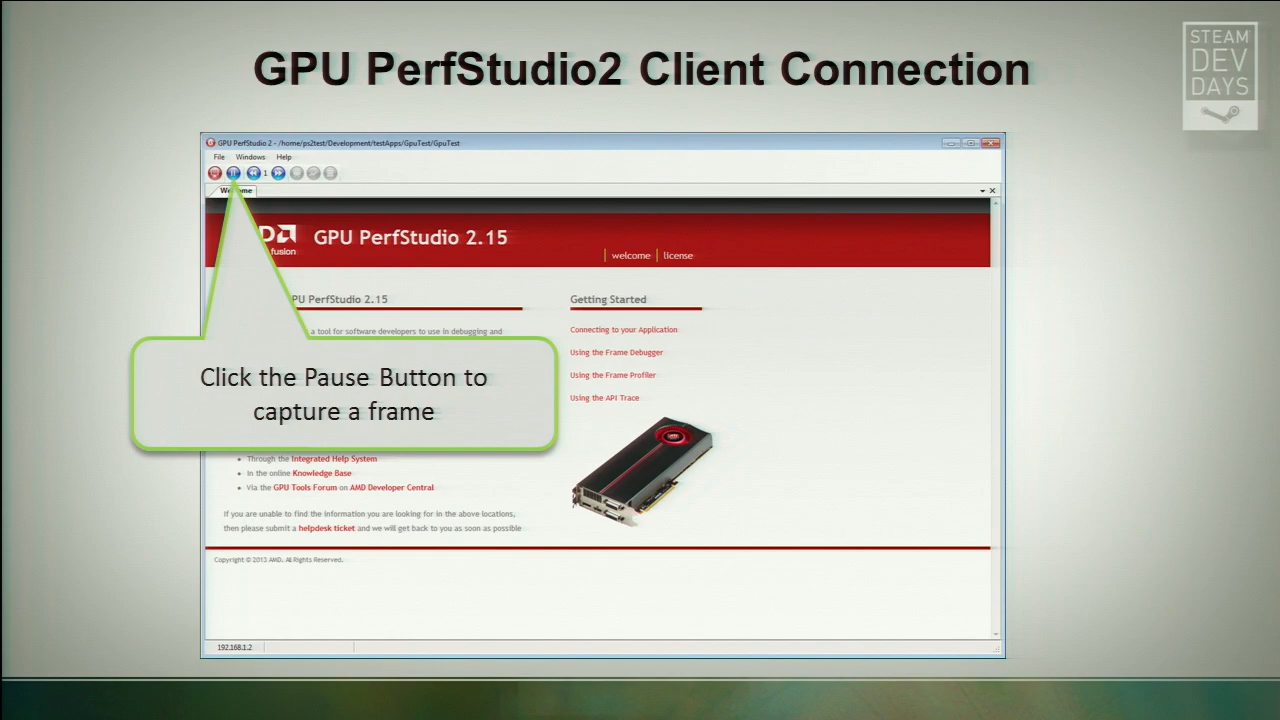 GPU PerfStudio2 Client Connection
STEAM
DEV
DAYS
GPU PerfStudio 2 - /home/ps2test/Development/testApps/GpuTest/GpuTest
File Windows Help
1
GPU PerfStudio 2.15
fusion
welcome license
PU PerfStudio 2.15
Getting Started
a tool for software developers to use in debugging and
Connecting to your Application
Using the Frame Debugger
Using the Frame Profiler
Using the API Trace
Click the Pause Button to
capture a frame
Through the Integrated Help System
In the online Knowledge Base
Via the GPU Tools Forum on AMD Developer Central
If you are unable to find the information you are looking for in the above locations,
then please submit a helpdesk ticket and we will get back to you as soon as possible
Copyright © 2013 AMD. All Rights Reserved.
192.168.1.2